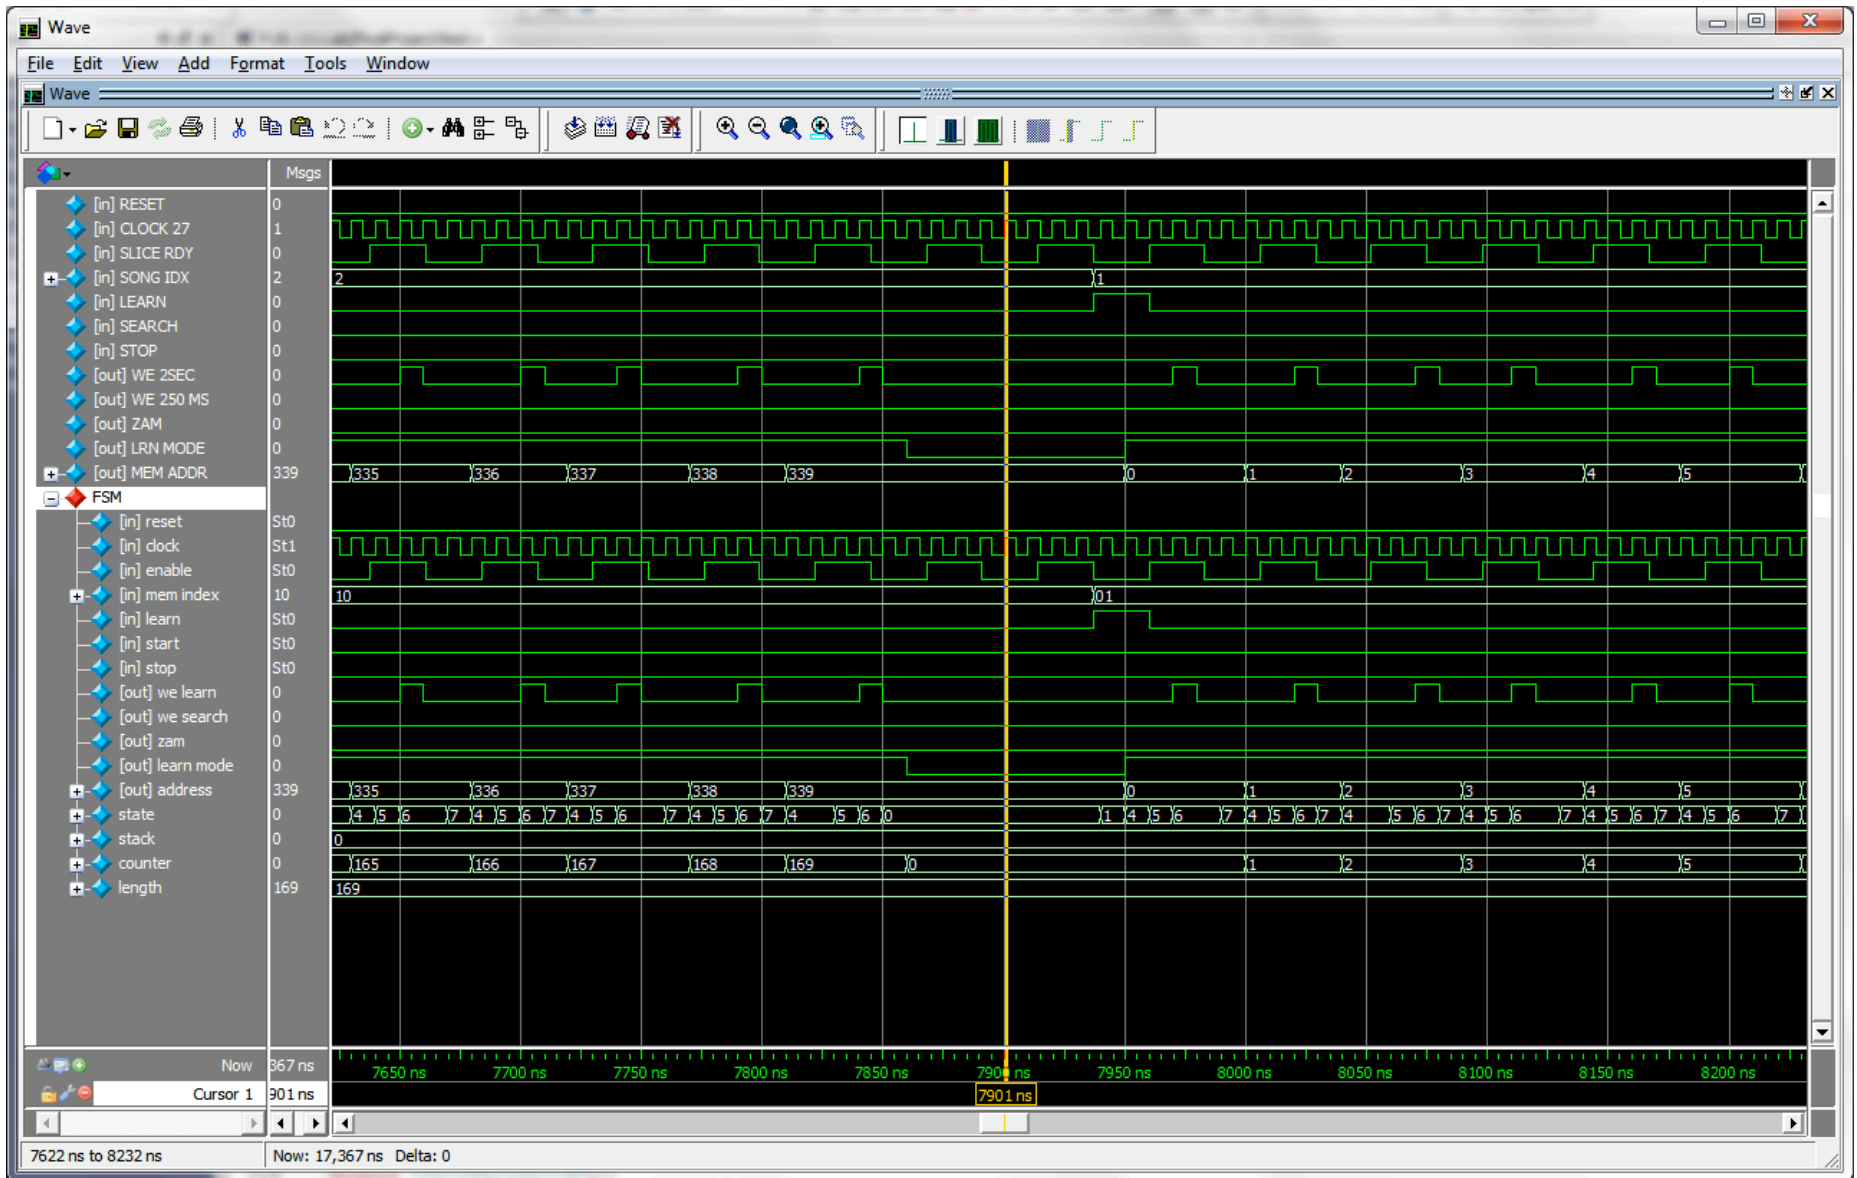 Wave
File Edit View Add Format Tools Window
Wave
Msgs
[in] RESET 0
[in] CLOCK 27 1
[in] SLICE RDY 0
[in] SONG IDX 2 2 1
[in] LEARN 0
[in] SEARCH 0
[in] STOP 0
[out] WE 2SEC 0
[out] WE 250 MS 0
[out] ZAM 0
[out] LRN MODE 0
[out] MEM ADDR 339 335 336 337 338 339 0 1 2 3 4 5
FSM
[in] reset St0
[in] clock St1
[in] enable St0
[in] mem index 10 10 01
[in] learn St0
[in] start St0
[in] stop St0
[out] we learn 0
[out] we search 0
[out] zam 0
[out] learn mode 0
[out] address 339 335 336 337 338 339 0 1 2 3 4 5
state 0 4 5 6 7 4 5 6 7 4 5 6 7 4 5 6 7 4 5 6 0 1 4 5 6 7 4 5 6 7 4 5 6 7 4 5 6 7 4 5 6 7 4 5 6 7
stack 0 0
counter 0 165 166 167 168 169 0 1 2 3 4 5
length 169 169
Now 367 ns 7650 ns 7700 ns 7750 ns 7800 ns 7850 ns 7900 ns 7950 ns 8000 ns 8050 ns 8100 ns 8150 ns 8200 ns
Cursor 1 901 ns 7901 ns
7622 ns to 8232 ns Now: 17,367 ns Delta: 0